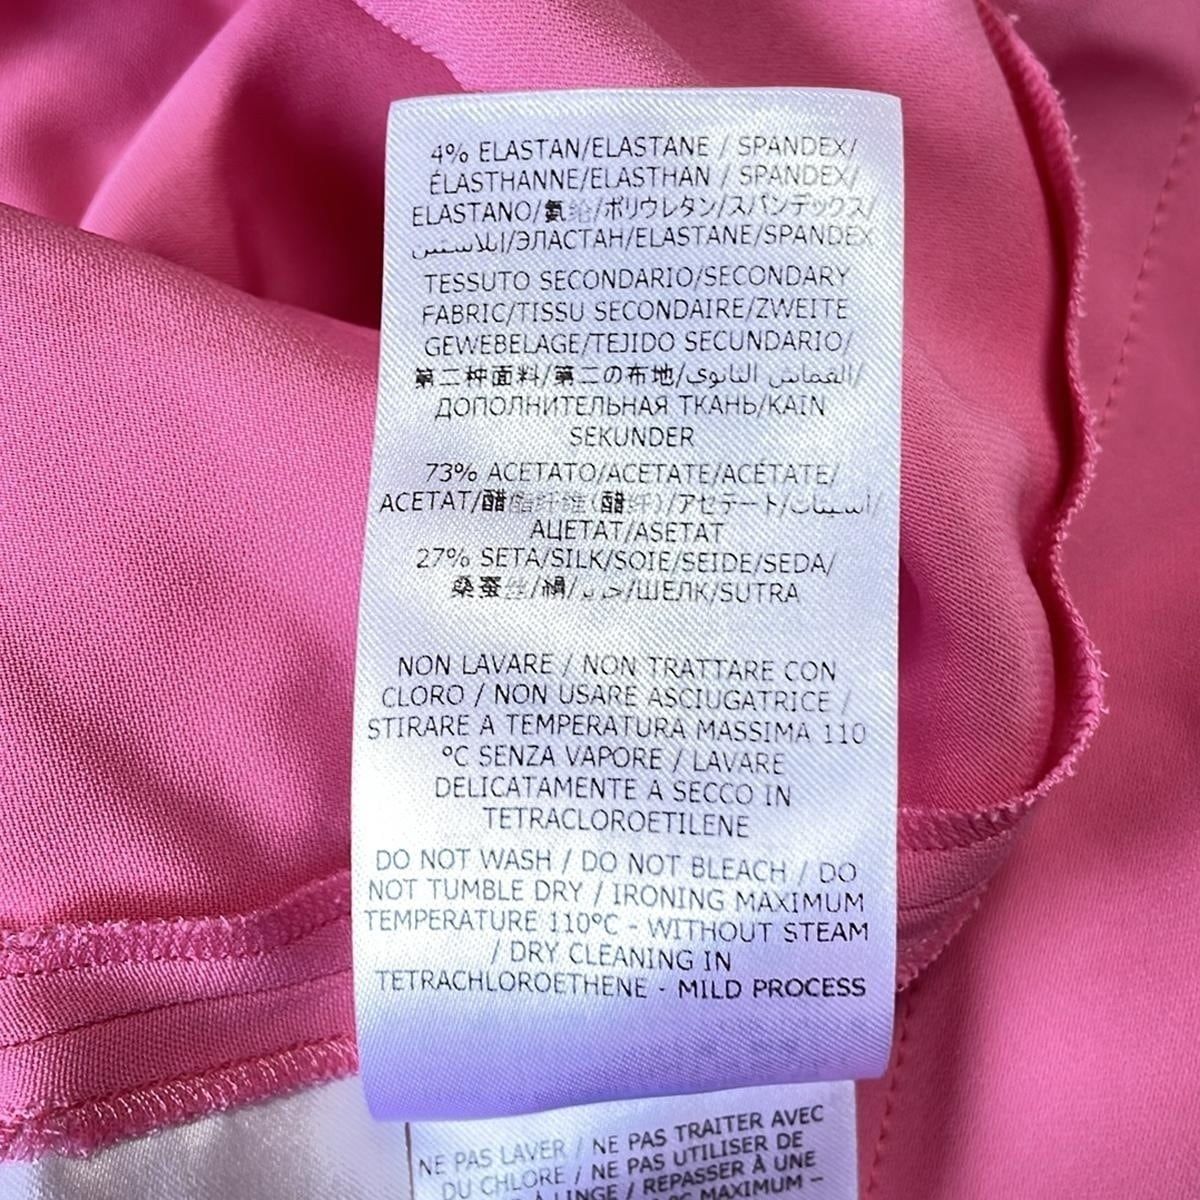 4% ELASTAN/ELASTANE / SPANDEX/
ÉLASTHANNE/ELASTHAN / SPANDEX/
ELASTANO/氨纶/ポリウレタン/スパンデックス/
إيلاستين/ЭЛАСТАН/ELASTANE/SPANDEX
TESSUTO SECONDARIO/SECONDARY
FABRIC/TISSU SECONDAIRE/ZWEITE
GEWEBELAGE/TEJIDO SECUNDARIO/
第二种面料/第二の布地/القماش الثانوي/
ДОПОЛНИТЕЛЬНАЯ ТКАНЬ/KAIN
SEKUNDER
73% ACETATO/ACETATE/ACÉTATE/
ACETAT/醋酯纤维(醋纤)/アセテート/أسيتات/
АЦЕТАТ/ASETAT
27% SETA/SILK/SOIE/SEIDE/SEDA/
桑蚕丝/絹/حرير/ШЕЛК/SUTRA
NON LAVARE / NON TRATTARE CON
CLORO / NON USARE ASCIUGATRICE /
STIRARE A TEMPERATURA MASSIMA 110
°C SENZA VAPORE / LAVARE
DELICATAMENTE A SECCO IN
TETRACLOROETILENE
DO NOT WASH / DO NOT BLEACH / DO
NOT TUMBLE DRY / IRONING MAXIMUM
TEMPERATURE 110°C - WITHOUT STEAM
/ DRY CLEANING IN
TETRACHLOROETHENE - MILD PROCESS
NE PAS LAVER / NE PAS TRAITER AVEC
DU CHLORE / NE PAS UTILISER DE
À LINGE / REPASSER À UNE
MAXIMUM -